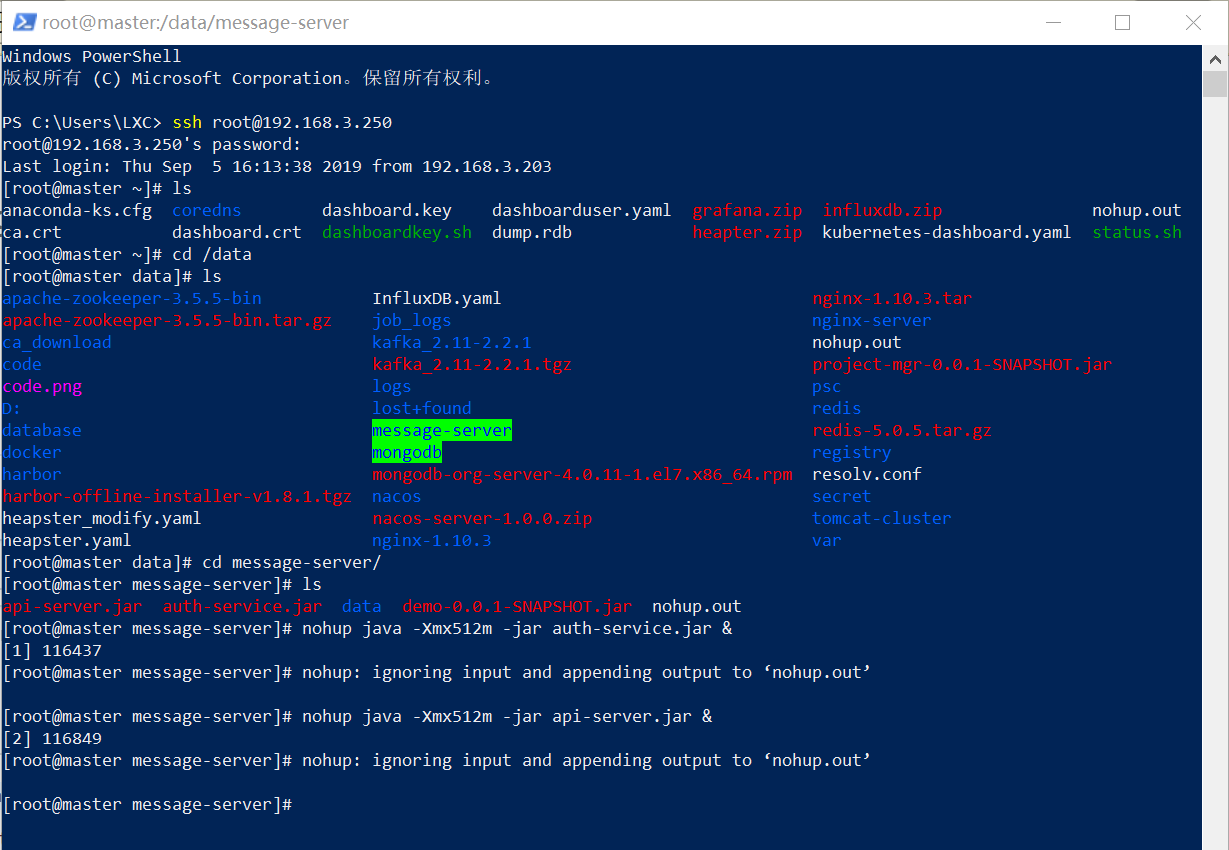 root@master:/data/message-server
Windows PowerShell
版权所有 (C) Microsoft Corporation。保留所有权利。
PS C:\Users\LXC> ssh root@192.168.3.250
root@192.168.3.250's password:
Last login: Thu Sep  5 16:13:38 2019 from 192.168.3.203
[root@master ~]# ls
anaconda-ks.cfg  coredns        dashboard.key    dashboarduser.yaml  grafana.zip  influxdb.zip               nohup.out
ca.crt           dashboard.crt  dashboardkey.sh  dump.rdb            heapter.zip  kubernetes-dashboard.yaml  status.sh
[root@master ~]# cd /data
[root@master data]# ls
apache-zookeeper-3.5.5-bin           InfluxDB.yaml                               nginx-1.10.3.tar
apache-zookeeper-3.5.5-bin.tar.gz    job_logs                                    nginx-server
ca_download                          kafka_2.11-2.2.1                            nohup.out
code                                 kafka_2.11-2.2.1.tgz                        project-mgr-0.0.1-SNAPSHOT.jar
code.png                             logs                                        psc
D:                                   lost+found                                  redis
database                             message-server                              redis-5.0.5.tar.gz
docker                               mongodb                                     registry
harbor                               mongodb-org-server-4.0.11-1.el7.x86_64.rpm  resolv.conf
harbor-offline-installer-v1.8.1.tgz  nacos                                       secret
heapster_modify.yaml                 nacos-server-1.0.0.zip                      tomcat-cluster
heapster.yaml                        nginx-1.10.3                                var
[root@master data]# cd message-server/
[root@master message-server]# ls
api-server.jar  auth-service.jar  data  demo-0.0.1-SNAPSHOT.jar  nohup.out
[root@master message-server]# nohup java -Xmx512m -jar auth-service.jar &
[1] 116437
[root@master message-server]# nohup: ignoring input and appending output to ‘nohup.out’
[root@master message-server]# nohup java -Xmx512m -jar api-server.jar &
[2] 116849
[root@master message-server]# nohup: ignoring input and appending output to ‘nohup.out’
[root@master message-server]#